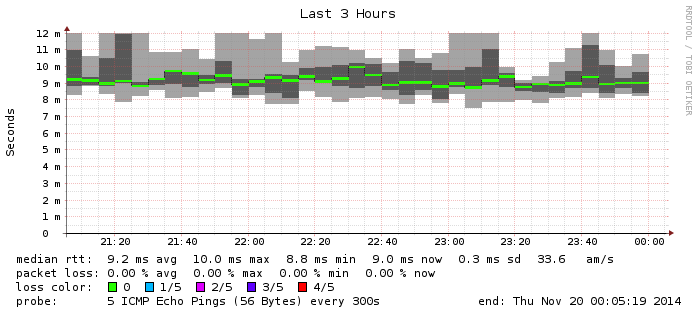 Last 3 Hours
RRDTOOL / TOBI OETIKER
Seconds
12 m
11 m
10 m
9 m
8 m
7 m
6 m
5 m
4 m
3 m
2 m
1 m
0
21:20 21:40 22:00 22:20 22:40 23:00 23:20 23:40 00:00
median rtt: 9.2 ms avg 10.0 ms max 8.8 ms min 9.0 ms now 0.3 ms sd 33.6 am/s
packet loss: 0.00 % avg 0.00 % max 0.00 % min 0.00 % now
loss color: 0 1/5 2/5 3/5 4/5
probe: 5 ICMP Echo Pings (56 Bytes) every 300s end: Thu Nov 20 00:05:19 2014